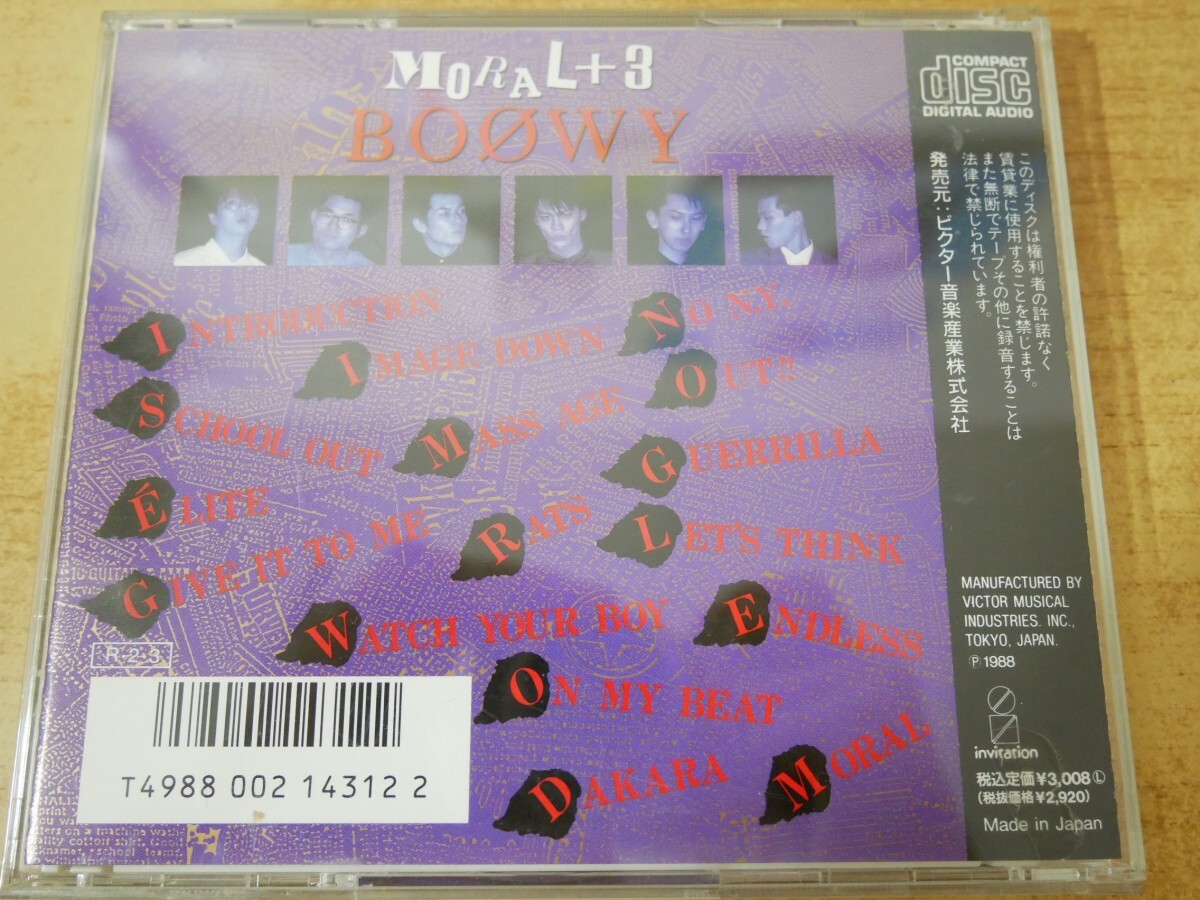 MORAL+3
BOØWY
INTRODUCTION
IMAGE DOWN
NO N.Y.
SCHOOL OUT
MASS AGE
OUT!!
ÉLITE
GUERRILLA
GIVE IT TO ME
RATS
LET'S THINK
WATCH YOUR BOY
ENDLESS
ON MY BEAT
DAKARA
MORAL
R-2-3
T4988 002 14312 2
COMPACT
disc
DIGITAL AUDIO
このディスクは権利者の許諾なく
賃貸業に使用することを禁じます。
また無断でテープその他に録音することは
法律で禁じられています。
発売元:ビクター音楽産業株式会社
MANUFACTURED BY
VICTOR MUSICAL
INDUSTRIES. INC.,
TOKYO, JAPAN.
Ⓟ1988
invitation
税込定価¥3,008Ⓛ
(税抜価格¥2,920)
Made in Japan